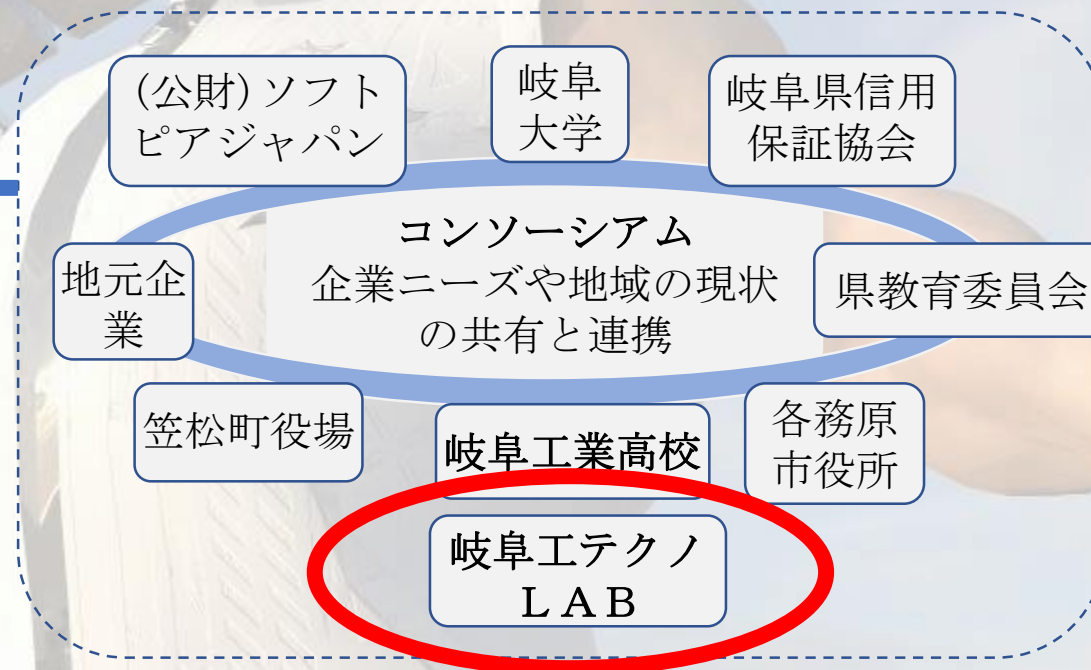 (公財)ソフト
ピアジャパン
岐阜
大学
岐阜県信用
保証協会
コンソーシアム
企業ニーズや地域の現状
の共有と連携
地元企
業
県教育委員会
笠松町役場
岐阜工業高校
各務原
市役所
岐阜工テクノ
ＬＡＢ